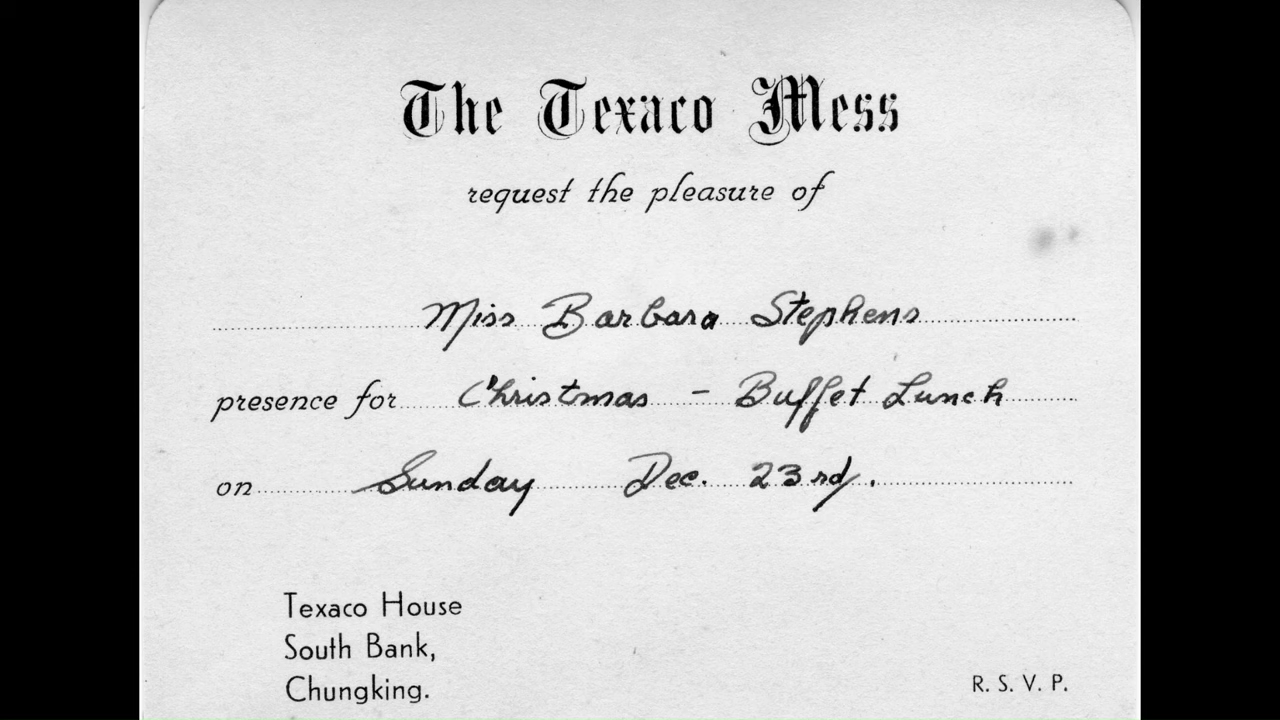 The Texaco Mess
request the pleasure of
Miss Barbara Stephens
presence for Christmas - Buffet Lunch
on Sunday Dec. 23rd.
Texaco House
South Bank,
Chungking.
R. S. V. P.